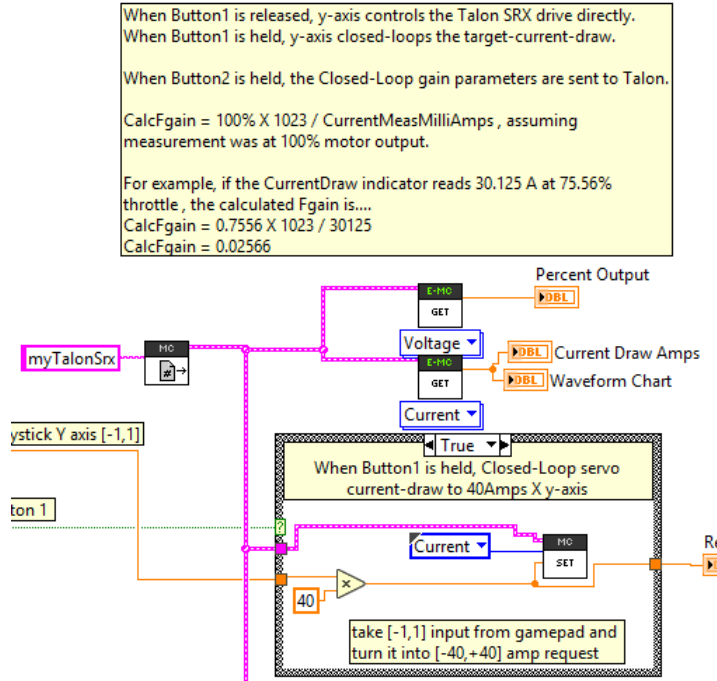 When Button1 is released, y-axis controls the Talon SRX drive directly.
When Button1 is held, y-axis closed-loops the target-current-draw.
When Button2 is held, the Closed-Loop gain parameters are sent to Talon.
CalcFgain = 100% X 1023 / CurrentMeasMilliAmps , assuming
measurement was at 100% motor output.
For example, if the CurrentDraw indicator reads 30.125 A at 75.56%
throttle , the calculated Fgain is....
CalcFgain = 0.7556 X 1023 / 30125
CalcFgain = 0.02566
Percent Output
E-MC
GET
DBL
Voltage
myTalonSrx
MC
#
E-MC
GET
DBL
Current Draw Amps
DBL
Waveform Chart
Current
ystick Y axis [-1,1]
True
When Button1 is held, Closed-Loop servo
current-draw to 40Amps X y-axis
ton 1
?
Current
MC
SET
Re
×
40
take [-1,1] input from gamepad and
turn it into [-40,+40] amp request